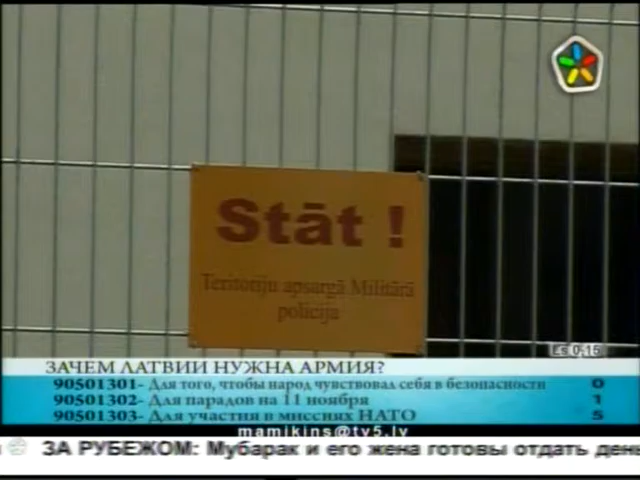 Stāt !
Teritoriju apsargā Militārā
policija
Ls 0,15
ЗАЧЕМ ЛАТВИИ НУЖНА АРМИЯ?
90501301- Для того, чтобы народ чувствовал себя в безопасности 0
90501302- Для парадов на 11 ноября 1
90501303- Для участия в миссиях НАТО 5
mamikins@tv5.lv
ЗА РУБЕЖОМ: Мубарак и его жена готовы отдать день